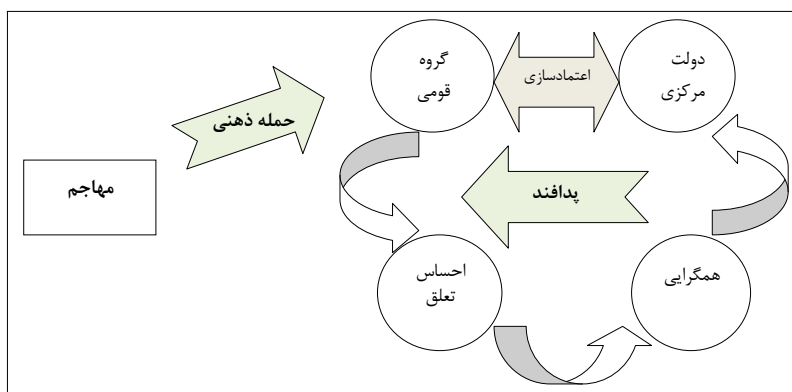 دولت
مرکزی
اعتمادسازی
گروه
قومی
حمله ذهنی
مهاجم
پدافند
احساس
تعلق
همگرایی